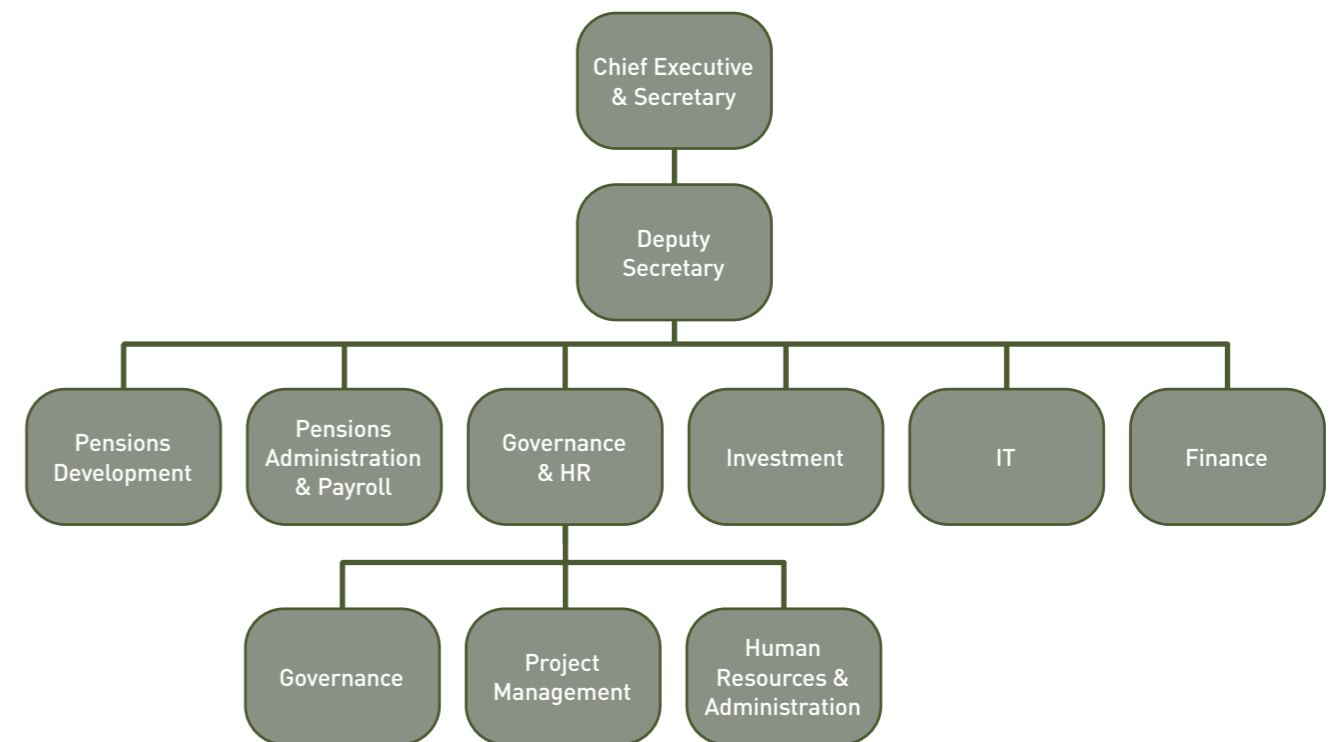 Chief Executive
& Secretary
Deputy
Secretary
Pensions
Development
Pensions
Administration
& Payroll
Governance
& HR
Investment
IT
Finance
Governance
Project
Management
Human
Resources &
Administration